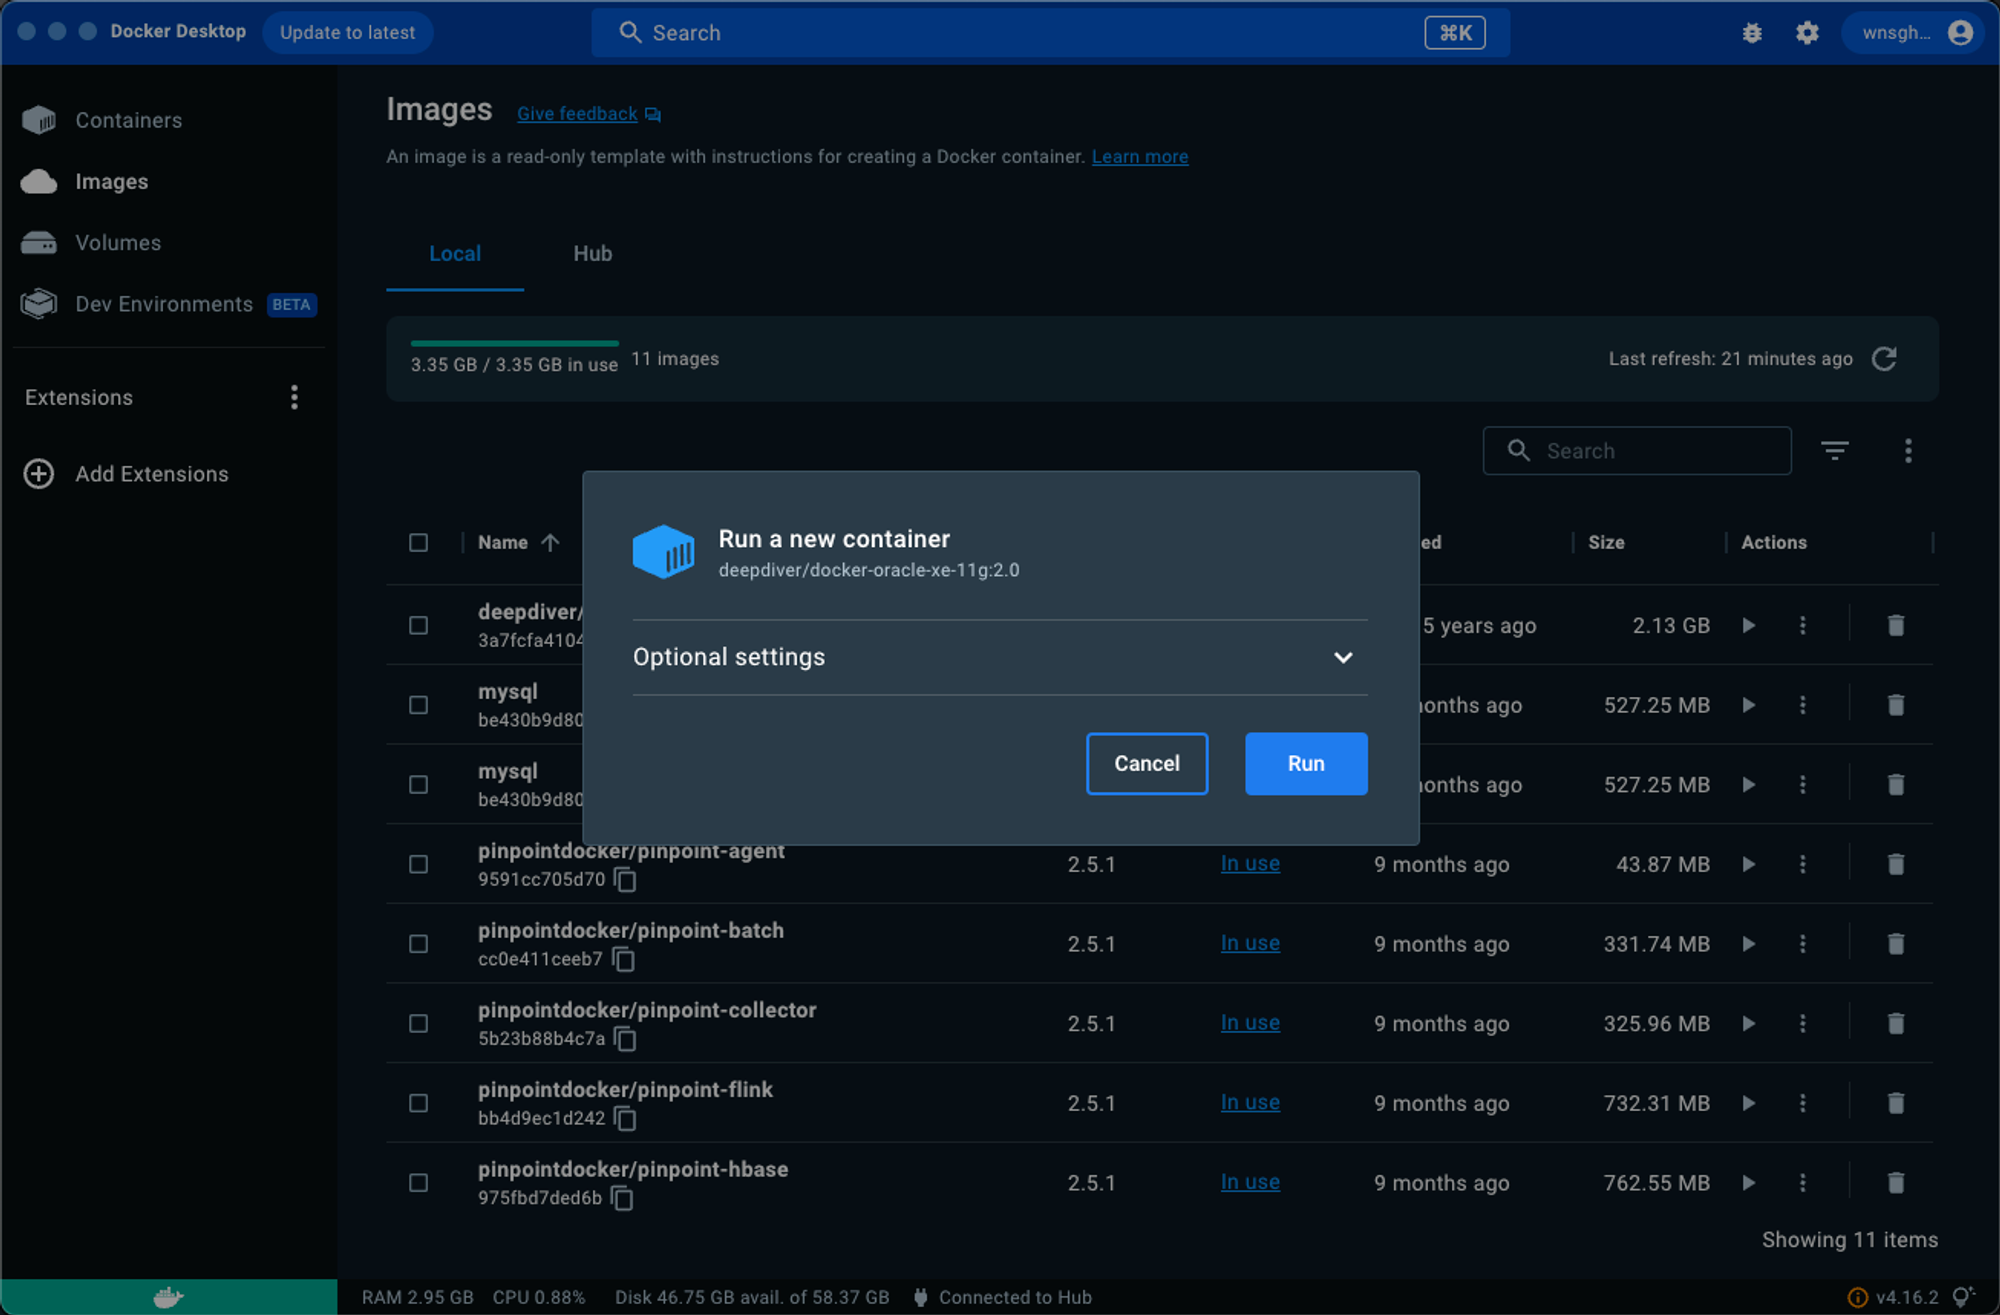 Docker Desktop
Update to latest
Search
⌘K
wnsgh...
Containers
Images
Volumes
Dev Environments BETA
Extensions
Add Extensions
Images Give feedback
An image is a read-only template with instructions for creating a Docker container. Learn more
Local Hub
3.35 GB / 3.35 GB in use 11 images
Last refresh: 21 minutes ago
Search
Name ed Size Actions
Run a new container
deepdiver/docker-oracle-xe-11g:2.0
Optional settings
Cancel Run
deepdiver/ 5 years ago 2.13 GB
3a7fcfa4104
mysql onths ago 527.25 MB
be430b9d80
mysql onths ago 527.25 MB
be430b9d80
pinpointdocker/pinpoint-agent 2.5.1 In use 9 months ago 43.87 MB
9591cc705d70
pinpointdocker/pinpoint-batch 2.5.1 In use 9 months ago 331.74 MB
cc0e411ceeb7
pinpointdocker/pinpoint-collector 2.5.1 In use 9 months ago 325.96 MB
5b23b88b4c7a
pinpointdocker/pinpoint-flink 2.5.1 In use 9 months ago 732.31 MB
bb4d9ec1d242
pinpointdocker/pinpoint-hbase 2.5.1 In use 9 months ago 762.55 MB
975fbd7ded6b
Showing 11 items
RAM 2.95 GB CPU 0.88% Disk 46.75 GB avail. of 58.37 GB Connected to Hub v4.16.2